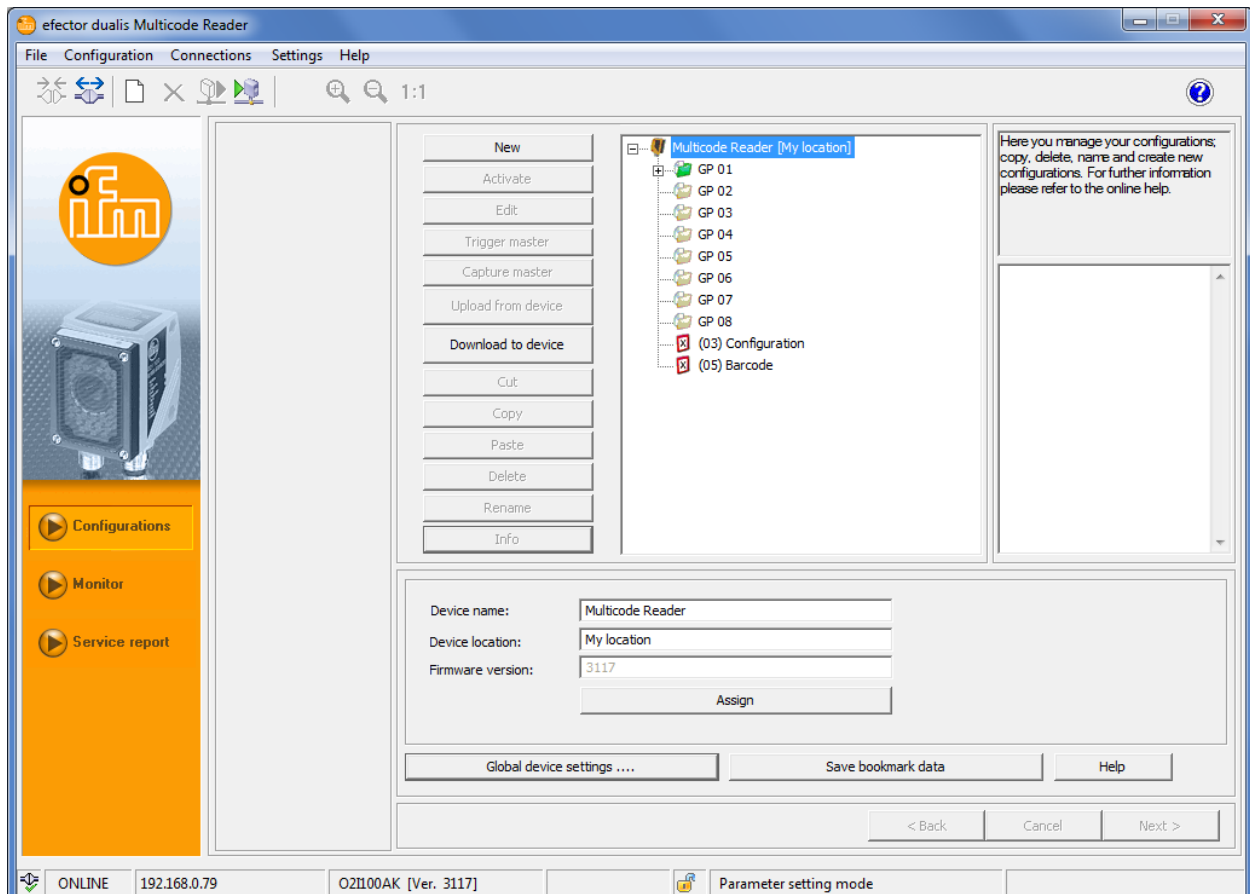 efector dualis Multicode Reader
File Configuration Connections Settings Help
1:1
ifm
Configurations
Monitor
Service report
New
Activate
Edit
Trigger master
Capture master
Upload from device
Download to device
Cut
Copy
Paste
Delete
Rename
Info
Multicode Reader [My location]
GP 01
GP 02
GP 03
GP 04
GP 05
GP 06
GP 07
GP 08
(03) Configuration
(05) Barcode
Here you manage your configurations;
copy, delete, name and create new
configurations. For further information
please refer to the online help.
Device name: Multicode Reader
Device location: My location
Firmware version: 3117
Assign
Global device settings .... Save bookmark data Help
< Back Cancel Next >
ONLINE 192.168.0.79 O2I100AK [Ver. 3117] Parameter setting mode